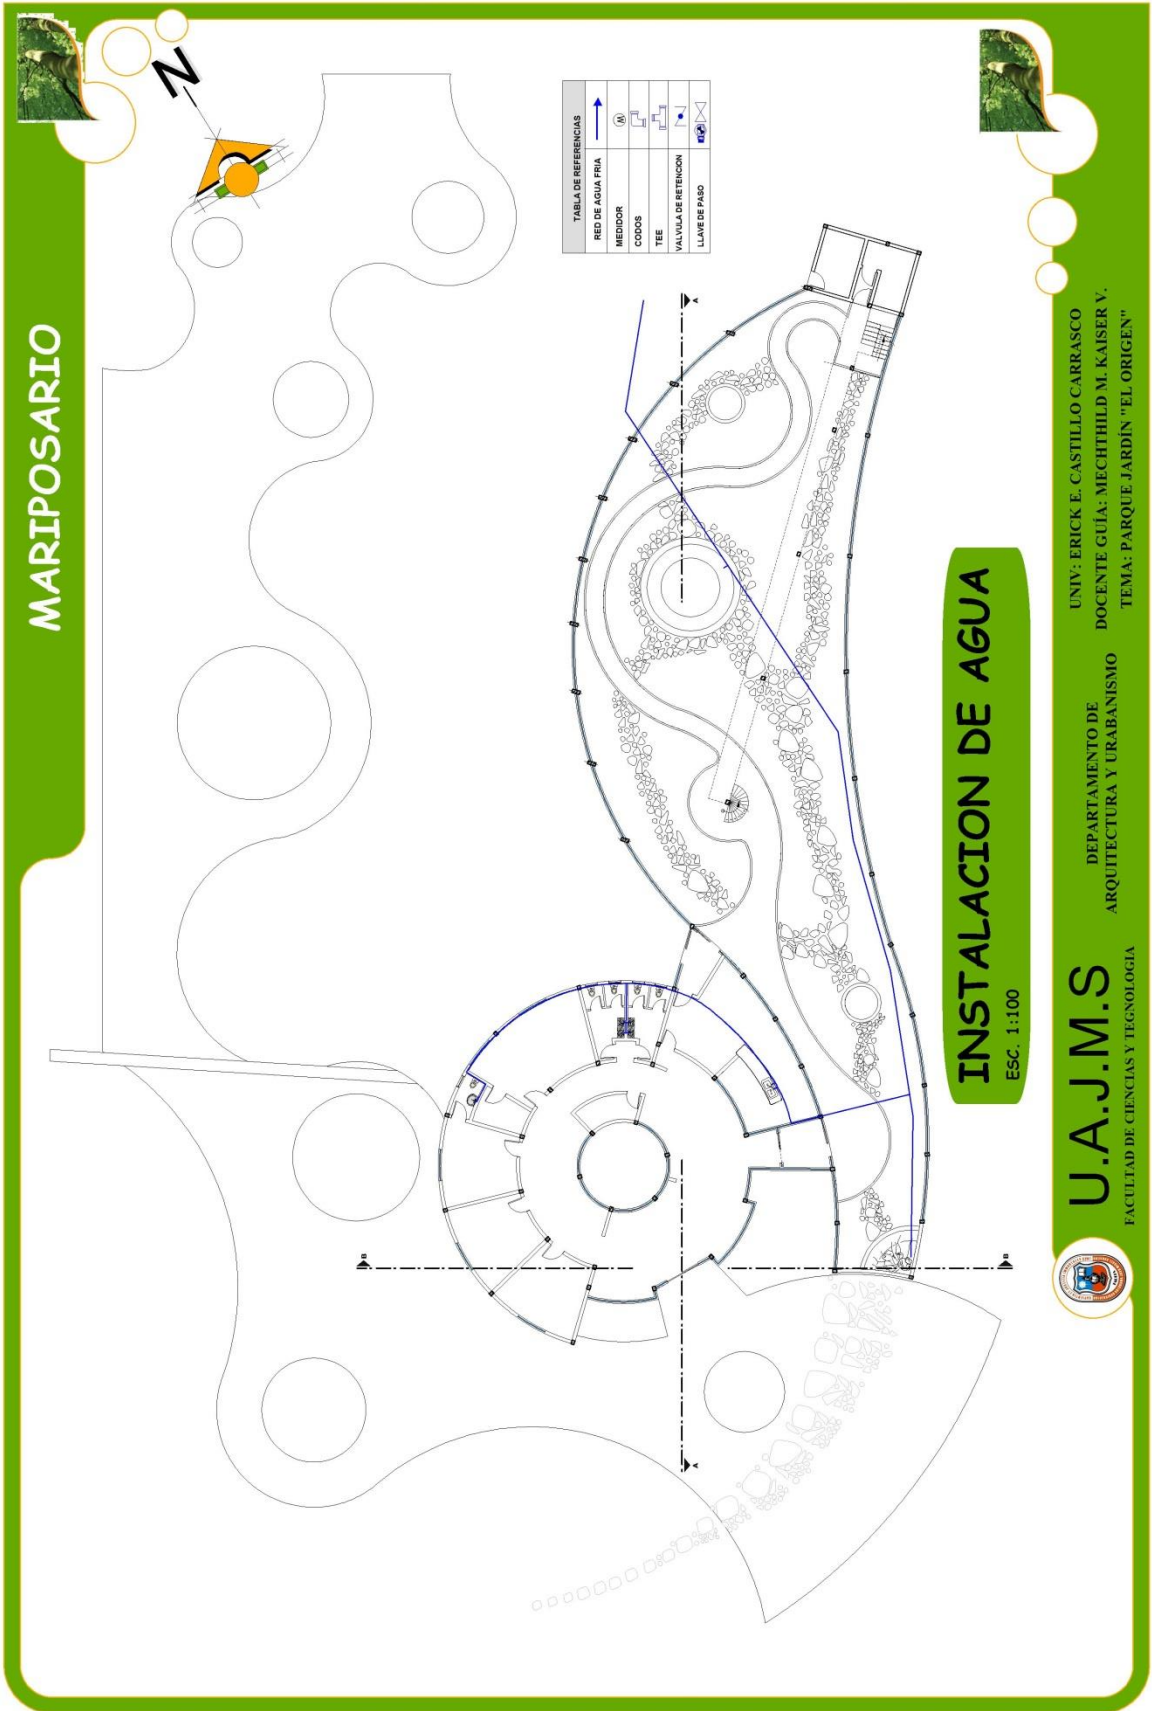 MARIPOSARIO
N
TABLA DE REFERENCIAS
RED DE AGUA FRIA
MEDIDOR
M
CODOS
TEE
VALVULA DE RETENCION
LLAVE DE PASO
A
A
B
B
INSTALACION DE AGUA
ESC. 1:100
U.A.J.M.S
FACULTAD DE CIENCIAS Y TEGNOLOGIA
DEPARTAMENTO DE
ARQUITECTURA Y URABANISMO
UNIV: ERICK E. CASTILLO CARRASCO
DOCENTE GUÍA: MECHTHILD M. KAISER V.
TEMA: PARQUE JARDÍN "EL ORIGEN"